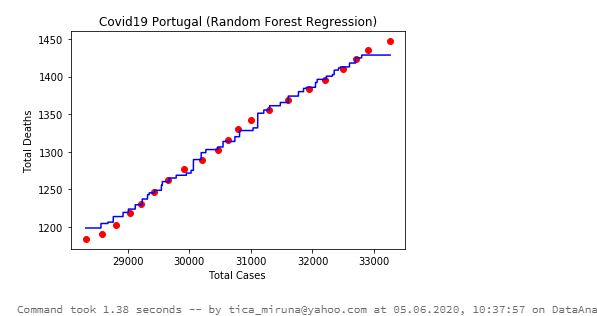 Covid19 Portugal (Random Forest Regression)
1450
1400
1350
1300
1250
1200
Total Deaths
29000 30000 31000 32000 33000
Total Cases
Command took 1.38 seconds -- by tica_miruna@yahoo.com at 05.06.2020, 10:37:57 on DataAna